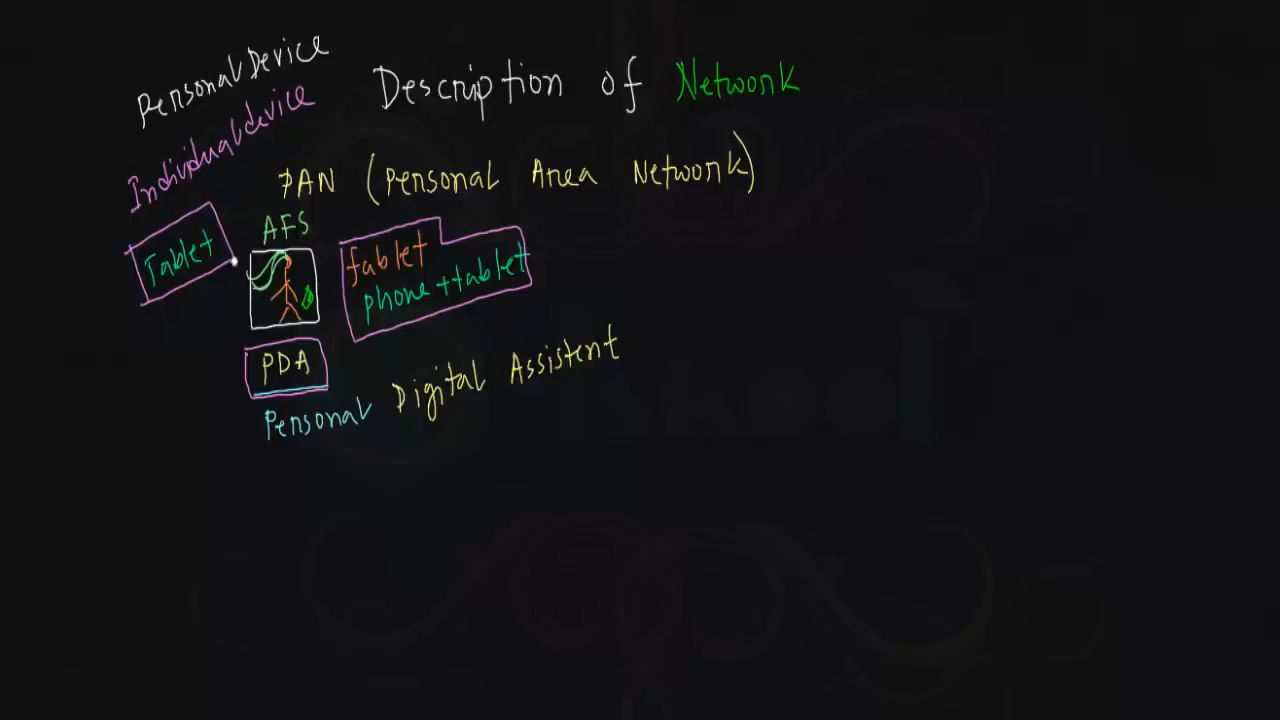 Personal Device
Description of Network
Individual device
PAN (Personal Area Network)
AFS
Tablet
fablet
phone + tablet
PDA
Personal Digital Assistent